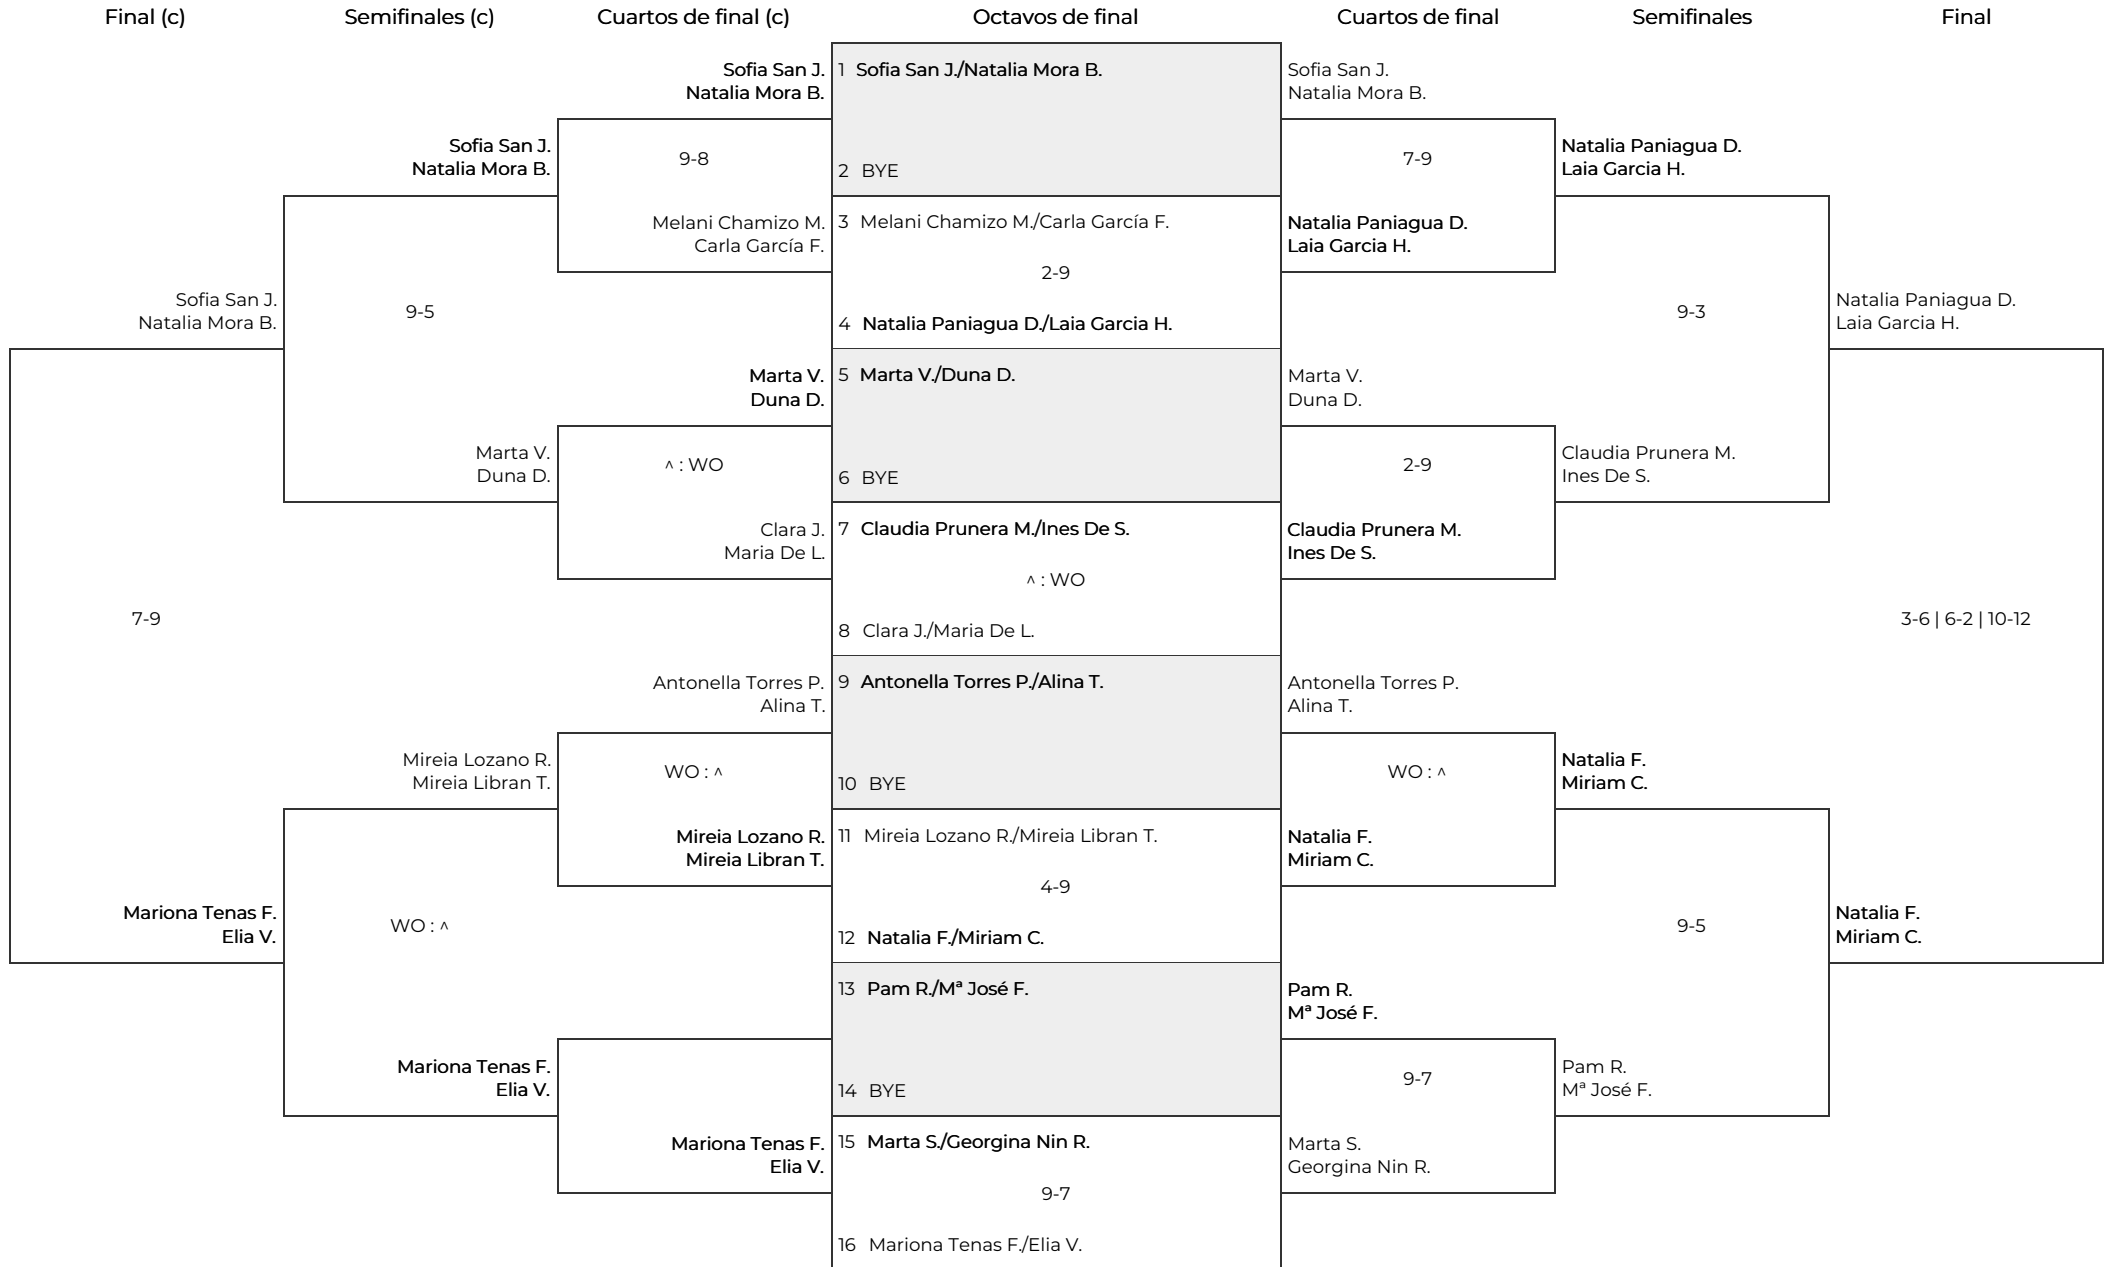 Final (c) Semifinales (c) Cuartos de final (c) Octavos de final Cuartos de final Semifinales Final
Sofia San J. 1 Sofia San J./Natalia Mora B. Sofia San J.
Natalia Mora B. Natalia Mora B.
Sofia San J. 9-8 7-9 Natalia Paniagua D.
Natalia Mora B. 2 BYE Laia Garcia H.
Melani Chamizo M. 3 Melani Chamizo M./Carla García F. Natalia Paniagua D.
Carla García F. Laia Garcia H.
2-9
Sofia San J. 9-5 9-3 Natalia Paniagua D.
Natalia Mora B. 4 Natalia Paniagua D./Laia Garcia H. Laia Garcia H.
Marta V. 5 Marta V./Duna D. Marta V.
Duna D. Duna D.
Marta V. ^ : WO 2-9 Claudia Prunera M.
Duna D. 6 BYE Ines De S.
Clara J. 7 Claudia Prunera M./Ines De S. Claudia Prunera M.
Maria De L. Ines De S.
^ : WO
7-9 8 Clara J./Maria De L. 3-6 | 6-2 | 10-12
Antonella Torres P. 9 Antonella Torres P./Alina T. Antonella Torres P.
Alina T. Alina T.
Mireia Lozano R. WO : ^ WO : ^ Natalia F.
Mireia Libran T. 10 BYE Miriam C.
Mireia Lozano R. 11 Mireia Lozano R./Mireia Libran T. Natalia F.
Mireia Libran T. Miriam C.
4-9
Mariona Tenas F. WO : ^ 9-5 Natalia F.
Elia V. 12 Natalia F./Miriam C. Miriam C.
13 Pam R./Mª José F. Pam R.
Mª José F.
Mariona Tenas F. 9-7 Pam R.
Elia V. 14 BYE Mª José F.
Mariona Tenas F. 15 Marta S./Georgina Nin R. Marta S.
Elia V. Georgina Nin R.
9-7
16 Mariona Tenas F./Elia V.